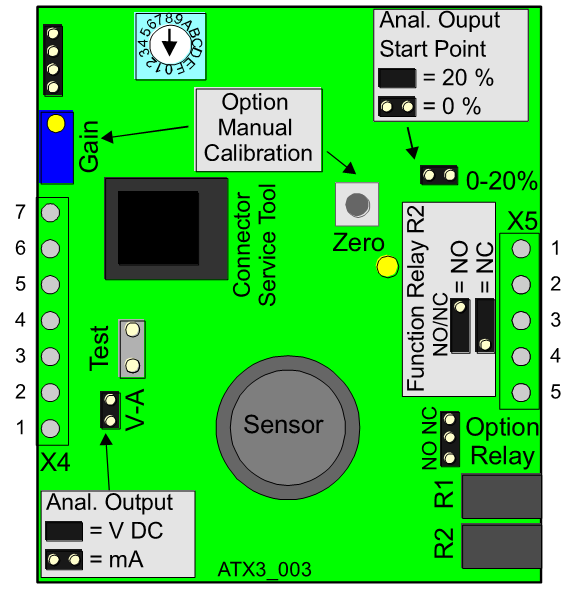 3456789ABCDEF012
Anal. Ouput
Start Point
= 20 %
= 0 %
Option
Manual
Calibration
Gain
0-20%
X5
7
6
5
4
3
2
1
Connector
Service Tool
Zero
Function Relay R2
NO/NC
= NO
= NC
1
2
3
4
5
Test
V-A
Sensor
NO NC
Option
Relay
X4
R1
R2
Anal. Output
= V DC
= mA
ATX3_003